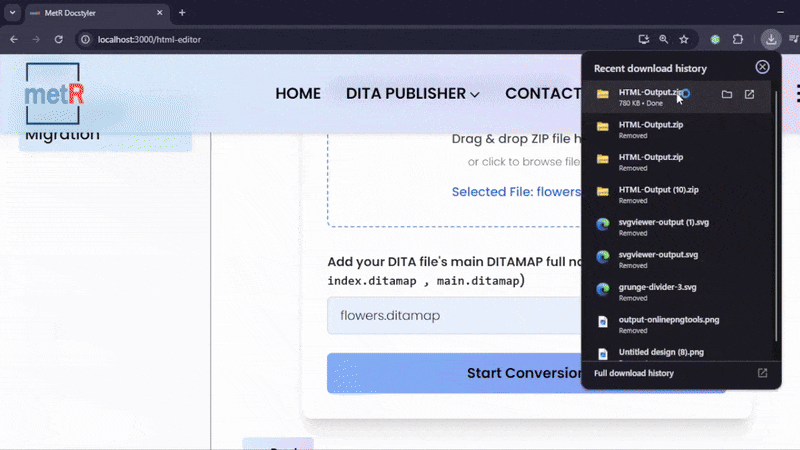 metR MetR Docstyler
localhost:3000/html-editor
metR
HOME
DITA PUBLISHER
CONTACT
Migration
Drag & drop ZIP file h
or click to browse file
Selected File: flowers
Add your DITA file's main DITAMAP full na
index.ditamap , main.ditamap)
flowers.ditamap
Start Conversion
Recent download history
HTML-Output.zip
780 KB • Done
HTML-Output.zip
Removed
HTML-Output.zip
Removed
HTML-Output (10).zip
Removed
svgviewer-output (1).svg
Removed
svgviewer-output.svg
Removed
grunge-divider-3.svg
Removed
output-onlinepngtools.png
Removed
Untitled design (8).png
Full download history